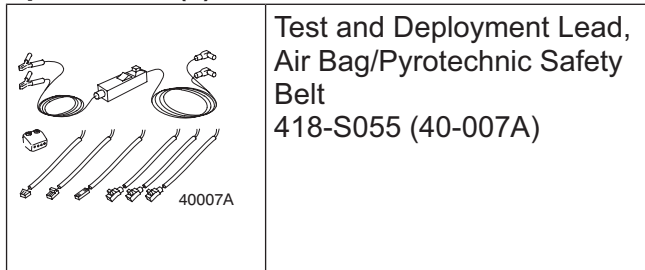 40007A
Test and Deployment Lead,
Air Bag/Pyrotechnic Safety
Belt
418-S055 (40-007A)